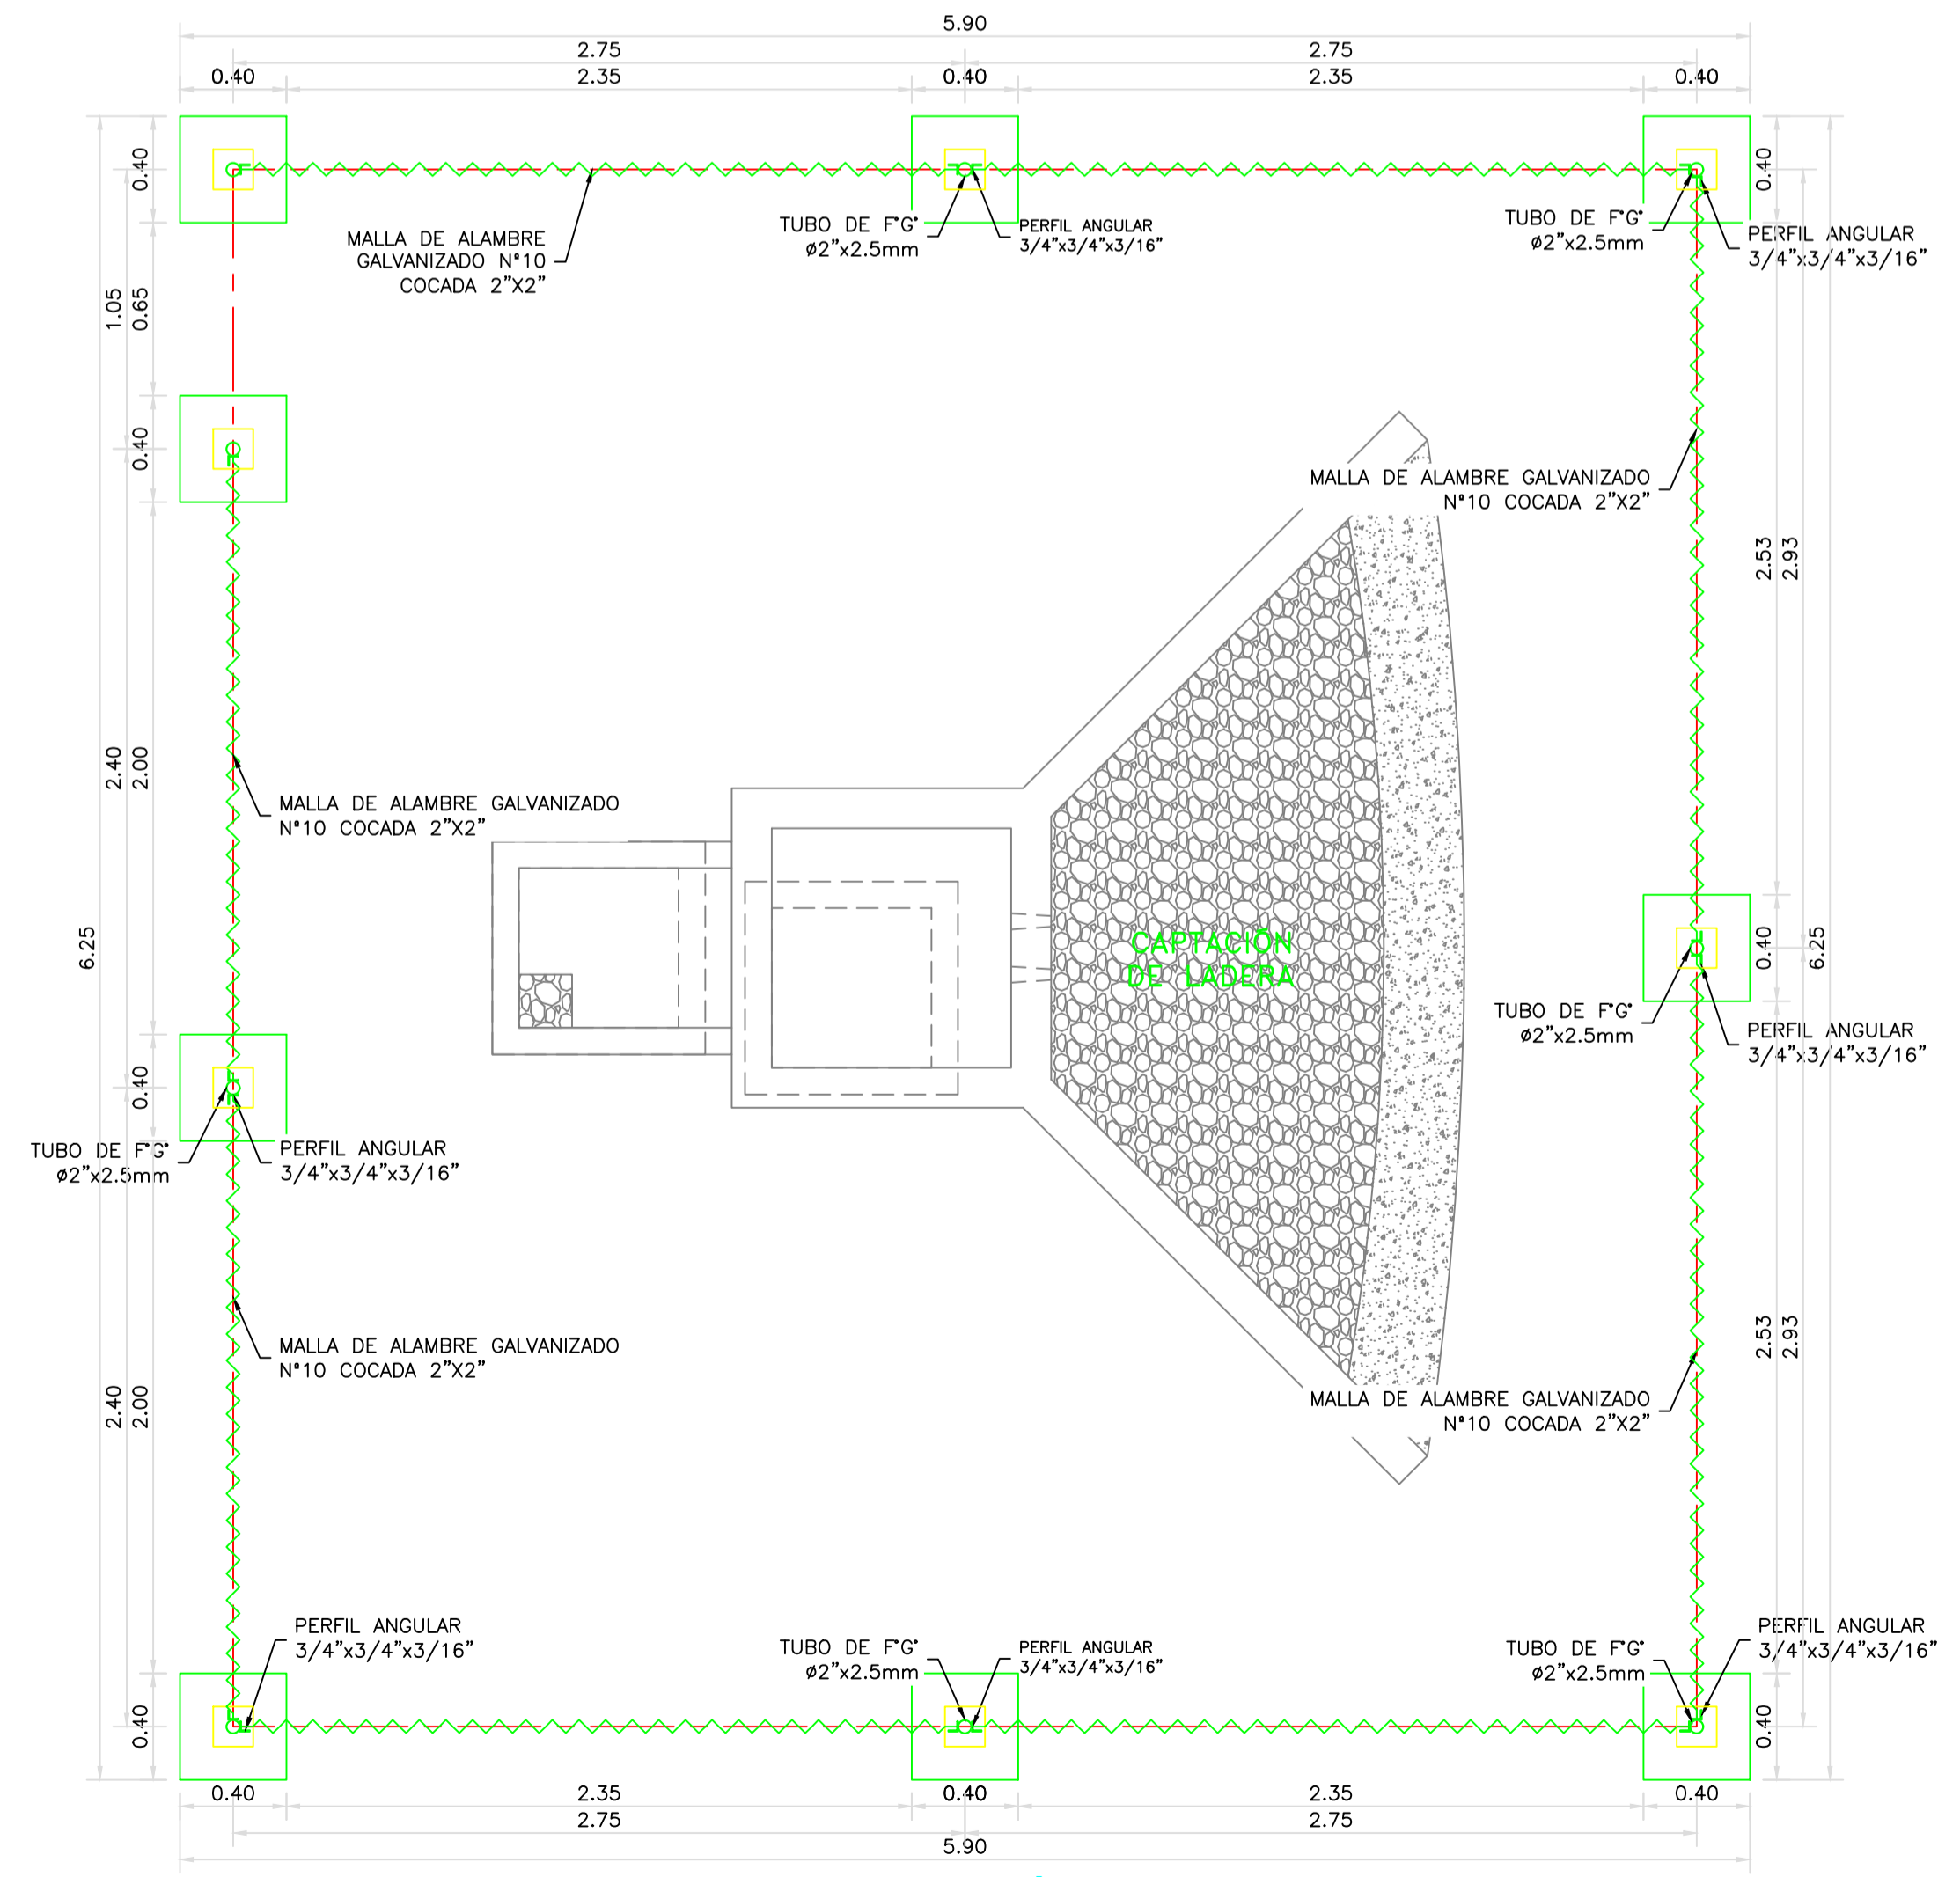 5.90
2.75
2.75
0.40
2.35
0.40
2.35
0.40
0.40
0.40
TUBO DE F°G°
ø2"x2.5mm
PERFIL ANGULAR
3/4"x3/4"x3/16"
TUBO DE F°G°
ø2"x2.5mm
PERFIL ANGULAR
3/4"x3/4"x3/16"
MALLA DE ALAMBRE
GALVANIZADO Nº10
COCADA 2"X2"
1.05
0.65
0.40
MALLA DE ALAMBRE GALVANIZADO
Nº10 COCADA 2"X2"
2.53
2.93
2.40
2.00
MALLA DE ALAMBRE GALVANIZADO
Nº10 COCADA 2"X2"
6.25
CAPTACIÓN
DE LADERA
0.40
6.25
TUBO DE F°G°
ø2"x2.5mm
PERFIL ANGULAR
3/4"x3/4"x3/16"
0.40
TUBO DE F°G°
ø2"x2.5mm
PERFIL ANGULAR
3/4"x3/4"x3/16"
MALLA DE ALAMBRE GALVANIZADO
Nº10 COCADA 2"X2"
2.53
2.93
2.40
2.00
MALLA DE ALAMBRE GALVANIZADO
Nº10 COCADA 2"X2"
PERFIL ANGULAR
3/4"x3/4"x3/16"
TUBO DE F°G°
ø2"x2.5mm
PERFIL ANGULAR
3/4"x3/4"x3/16"
TUBO DE F°G°
ø2"x2.5mm
PERFIL ANGULAR
3/4"x3/4"x3/16"
0.40
0.40
0.40
2.35
0.40
2.35
0.40
2.75
2.75
5.90